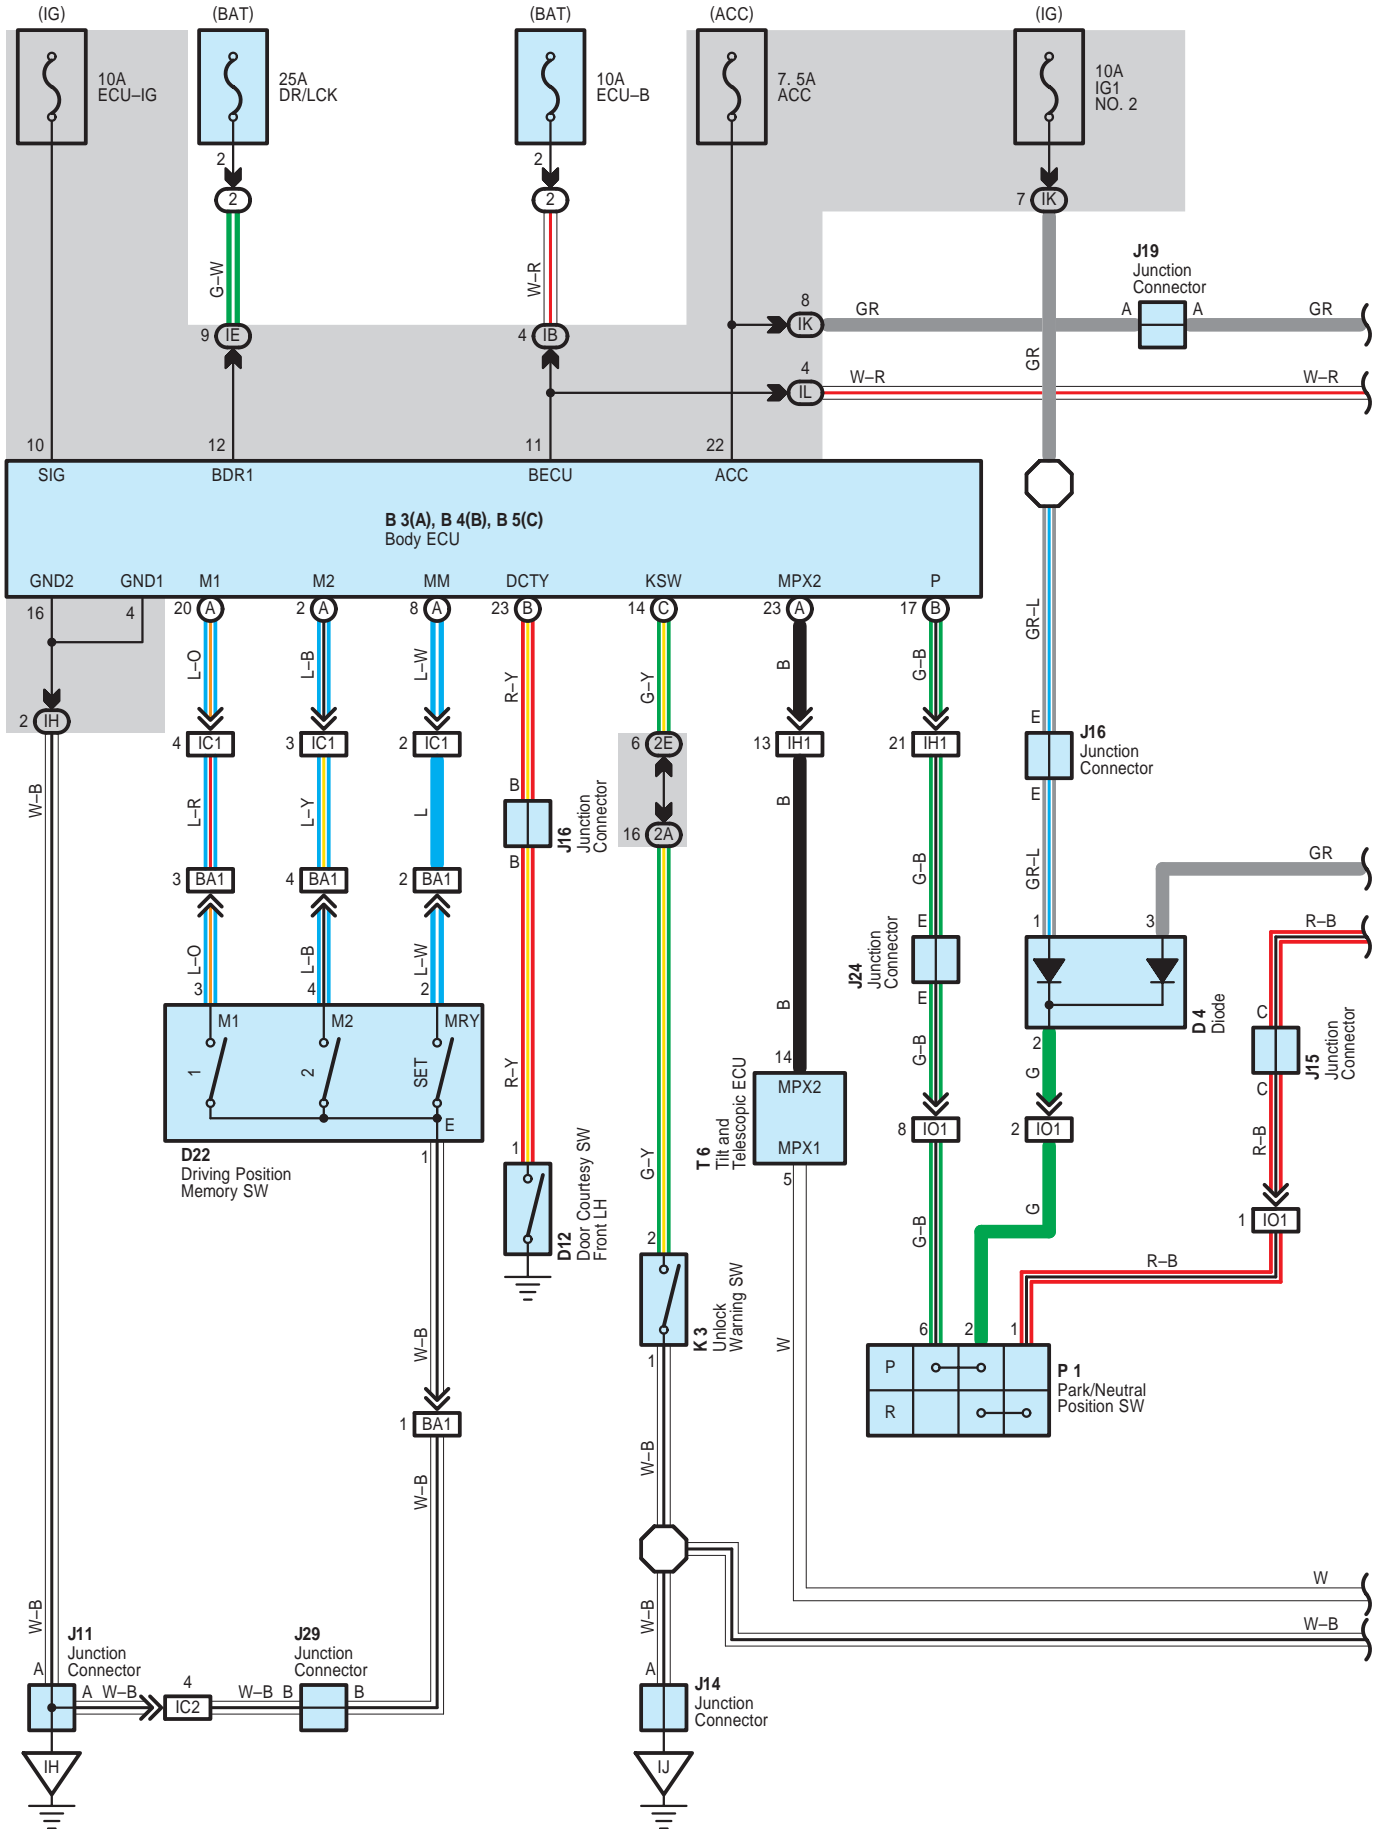 (IG)
(BAT)
(BAT)
(ACC)
(IG)
10A
ECU–IG
25A
DR/LCK
10A
ECU–B
7. 5A
ACC
10A
IG1
NO. 2
2
2
2
2
7
IK
G–W
W–R
J19
Junction
Connector
9
IE
4
IB
8
IK
GR
A
A
GR
GR
4
IL
W–R
W–R
10
12
11
22
SIG
BDR1
BECU
ACC
B 3(A), B 4(B), B 5(C)
Body ECU
GND2
GND1
M1
M2
MM
DCTY
KSW
MPX2
P
16
4
20
A
2
A
8
A
23
B
14
C
23
A
17
B
L–O
L–B
L–W
R–Y
G–Y
B
G–B
GR–L
2
IH
4
IC1
3
IC1
2
IC1
6
2E
13
IH1
21
IH1
E
J16
Junction
Connector
E
W–B
L–R
L–Y
L
B
J16
Junction
Connector
B
16
2A
B
G–B
GR–L
GR
3
BA1
4
BA1
2
BA1
L–O
L–B
L–W
E
J24
Junction
Connector
E
1
3
R–B
3
4
2
M1
M2
MRY
1
2
SET
E
D22
Driving Position
Memory SW
1
R–Y
1
D12
Door Courtesy SW
Front LH
G–Y
2
K 3
Unlock
Warning SW
1
B
14
MPX2
MPX1
T 6
Tilt and
Telescopic ECU
5
G–B
8
IO1
D 4
Diode
2
G
2
IO1
C
J15
Junction
Connector
C
R–B
1
IO1
G–B
G
R–B
6
2
1
P
R
P 1
Park/Neutral
Position SW
W–B
1
BA1
W–B
W–B
W
W
W–B
W–B
W–B
J11
Junction
Connector
A
A
W–B
4
IC2
W–B
B
J29
Junction
Connector
B
A
J14
Junction
Connector
IH
IJ